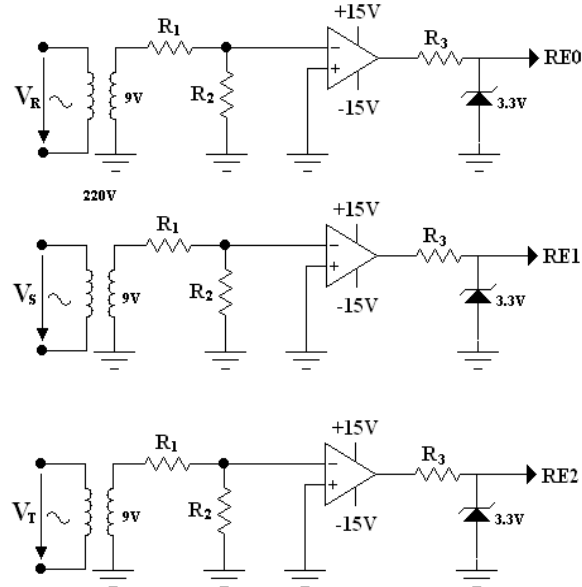 +15V
R1 R3 RE0
VR 9V R2 -15V 3.3V
220V
+15V
R1 R3 RE1
VS 9V R2 -15V 3.3V
+15V
R1 R3 RE2
VT 9V R2 -15V 3.3V